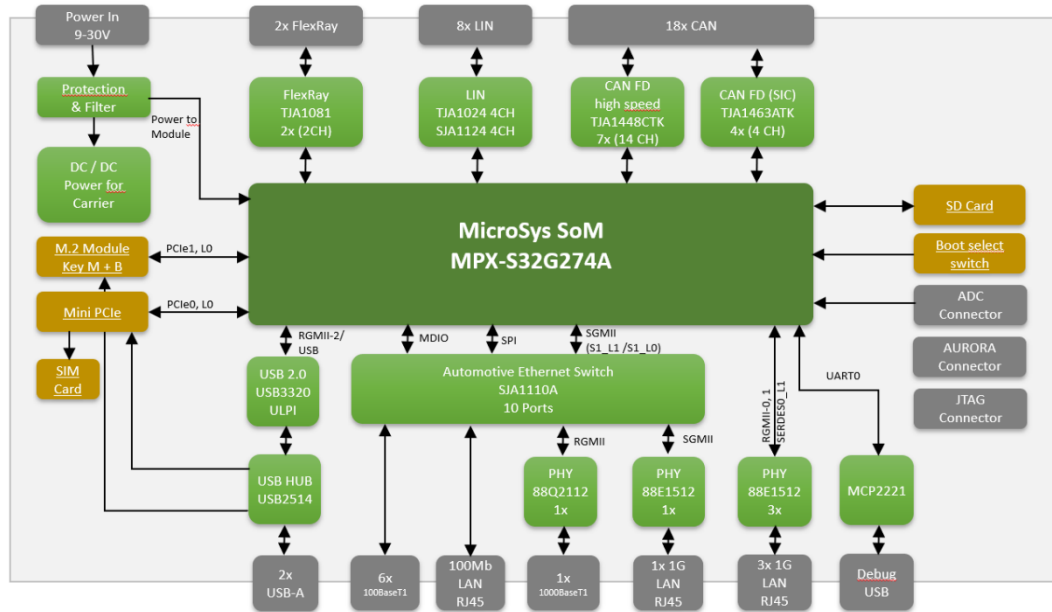 Power In
9-30V
2x FlexRay
8x LIN
18x CAN
Protection
& Filter
Power to
Module
FlexRay
TJA1081
2x (2CH)
LIN
TJA1024 4CH
SJA1124 4CH
CAN FD
high speed
TJA1448CTK
7x (14 CH)
CAN FD (SIC)
TJA1463ATK
4x (4 CH)
DC / DC
Power for
Carrier
MicroSys SoM
MPX-S32G274A
SD Card
M.2 Module
Key M + B
PCIe1, L0
Boot select
switch
Mini PCIe
PCIe0, L0
ADC
Connector
SIM
Card
RGMII-2/
USB
MDIO
SPI
SGMII
(S1_L1 /S1_L0)
AURORA
Connector
USB 2.0
USB3320
ULPI
Automotive Ethernet Switch
SJA1110A
10 Ports
RGMII-0, 1
SERDES0_L1
UART0
JTAG
Connector
RGMII
SGMII
USB HUB
USB2514
PHY
88Q2112
1x
PHY
88E1512
1x
PHY
88E1512
3x
MCP2221
2x
USB-A
6x
100BaseT1
100Mb
LAN
RJ45
1x
1000BaseT1
1x 1G
LAN
RJ45
3x 1G
LAN
RJ45
Debug
USB